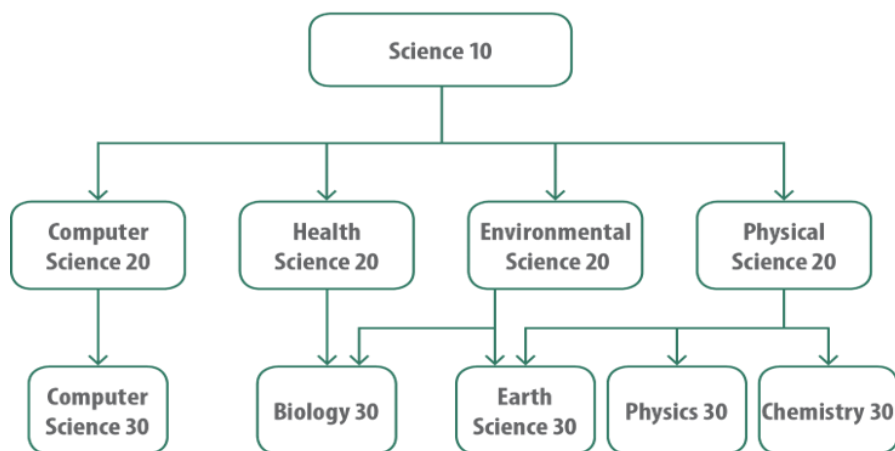 Science 10
Computer
Science 20
Health
Science 20
Environmental
Science 20
Physical
Science 20
Computer
Science 30
Biology 30
Earth
Science 30
Physics 30
Chemistry 30